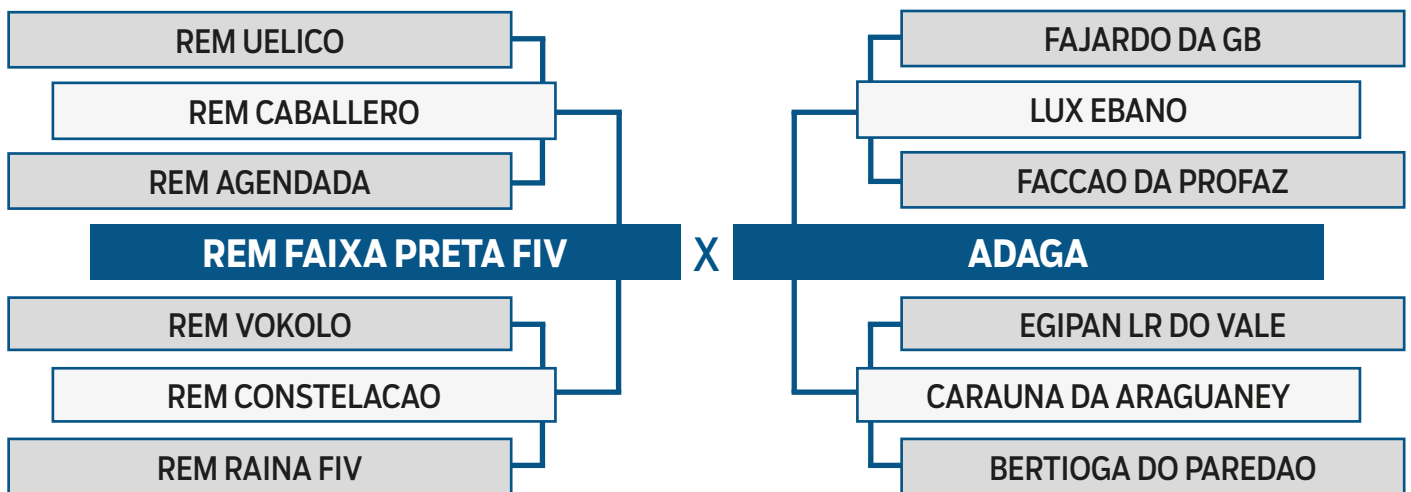 REM UELICO
FAJARDO DA GB
REM CABALLERO
LUX EBANO
REM AGENDADA
FACCAO DA PROFAZ
REM FAIXA PRETA FIV X ADAGA
REM VOKOLO
EGIPAN LR DO VALE
REM CONSTELACAO
CARAUNA DA ARAGUANEY
REM RAINA FIV
BERTIOGA DO PAREDAO